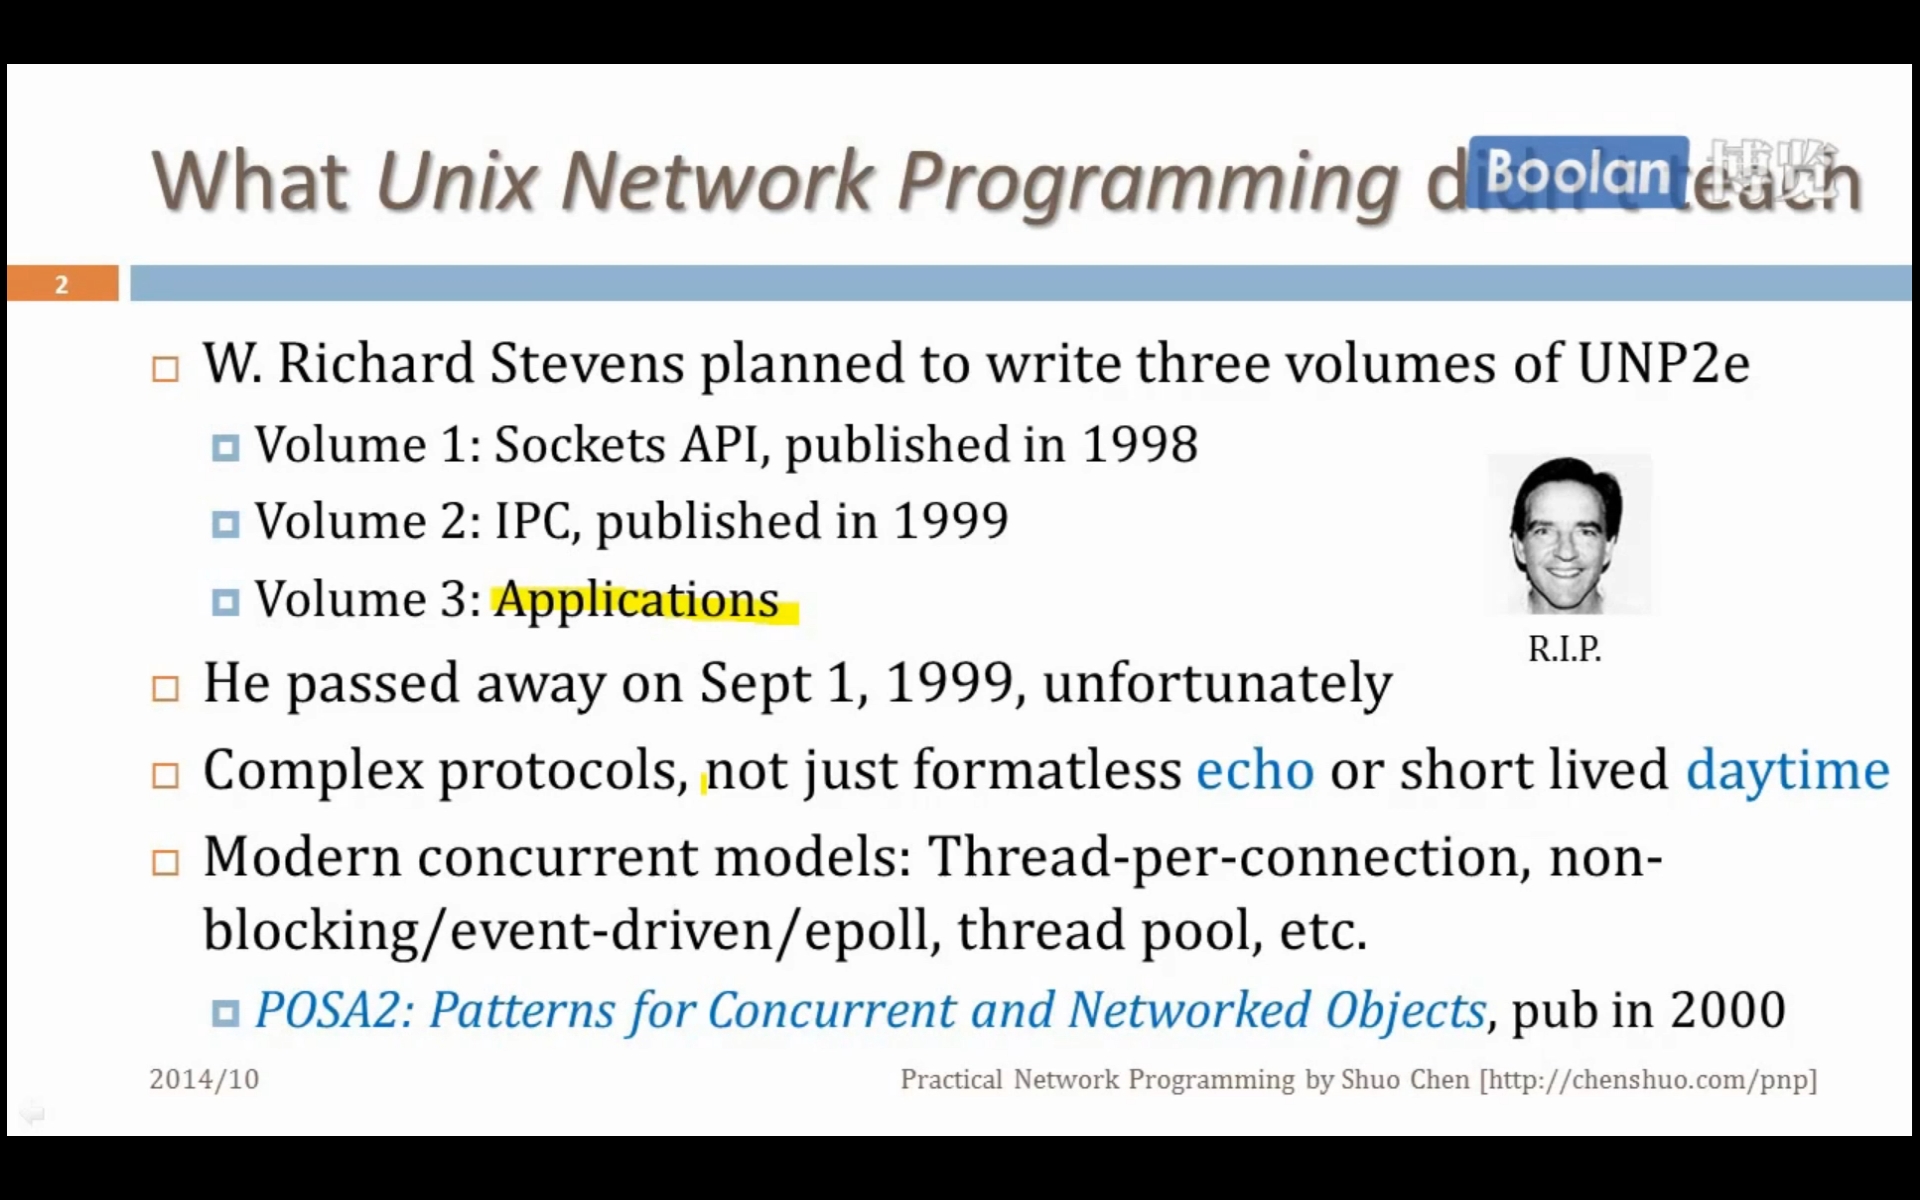 What Unix Network Programming didn't teach
Boolan 博览
2
W. Richard Stevens planned to write three volumes of UNP2e
Volume 1: Sockets API, published in 1998
Volume 2: IPC, published in 1999
Volume 3: Applications
R.I.P.
He passed away on Sept 1, 1999, unfortunately
Complex protocols, not just formatless echo or short lived daytime
Modern concurrent models: Thread-per-connection, non-
blocking/event-driven/epoll, thread pool, etc.
POSA2: Patterns for Concurrent and Networked Objects, pub in 2000
2014/10
Practical Network Programming by Shuo Chen [http://chenshuo.com/pnp]